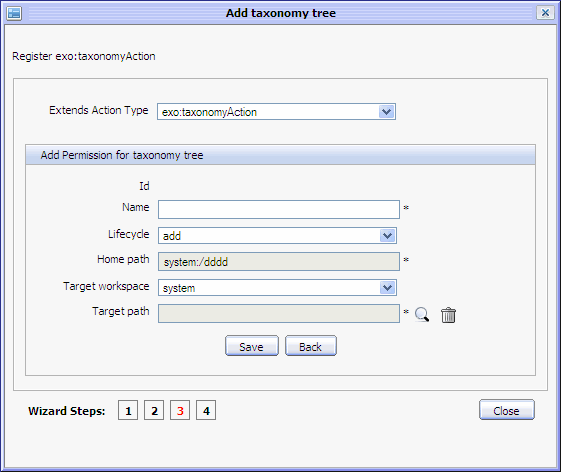 Add taxonomy tree
Register exo:taxonomyAction
Extends Action Type exo:taxonomyAction
Add Permission for taxonomy tree
Id
Name *
Lifecycle add
Home path system:/dddd *
Target workspace system
Target path *
Save Back
Wizard Steps: 1 2 3 4 Close